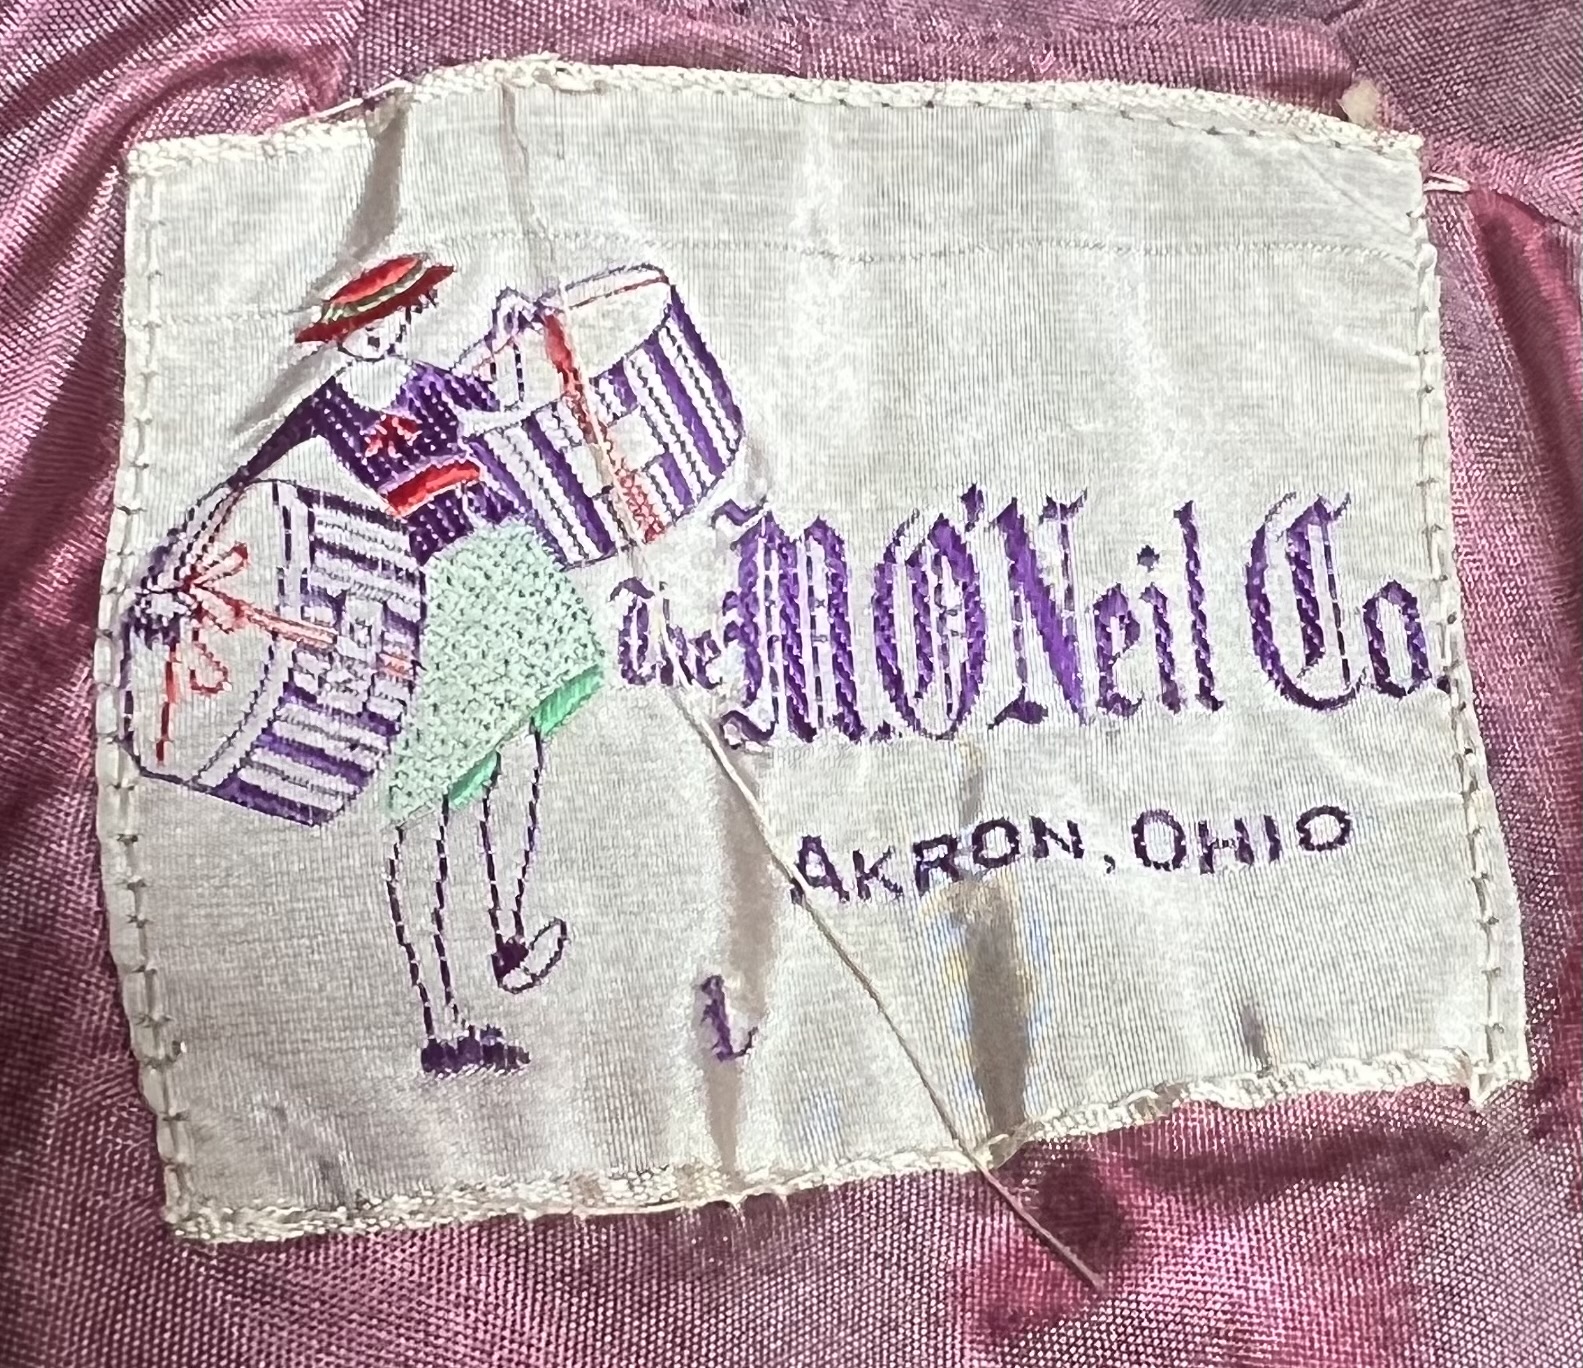 The M.O'Neil Co.
AKRON, OHIO
L